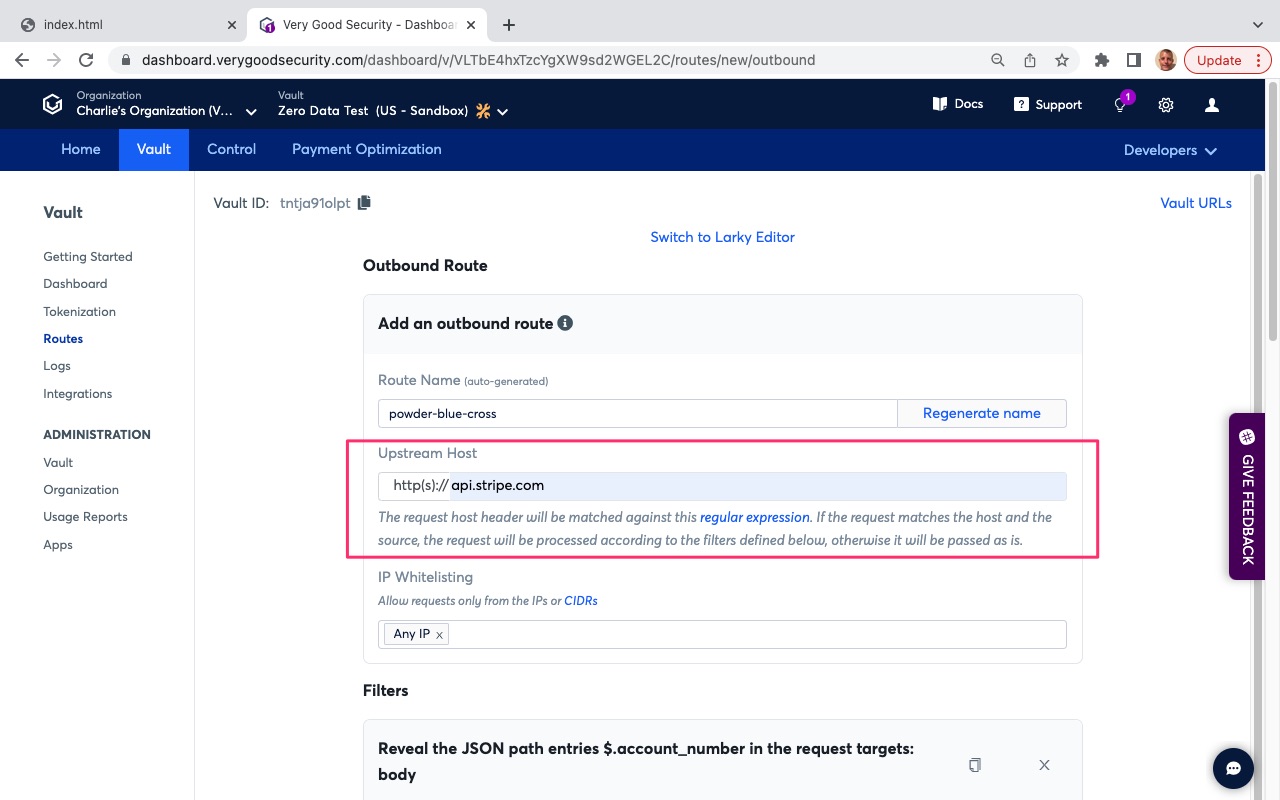 index.html
Very Good Security - Dashboa
dashboard.verygoodsecurity.com/dashboard/v/VLTbE4hxTzcYgXW9sd2WGEL2C/routes/new/outbound
Update
Organization
Charlie's Organization (V...
Vault
Zero Data Test (US - Sandbox)
Docs
Support
1
Home
Vault
Control
Payment Optimization
Developers
Vault
Getting Started
Dashboard
Tokenization
Routes
Logs
Integrations
ADMINISTRATION
Vault
Organization
Usage Reports
Apps
Vault ID: tntja91olpt
Vault URLs
Switch to Larky Editor
Outbound Route
Add an outbound route
Route Name (auto-generated)
powder-blue-cross
Regenerate name
Upstream Host
http(s):// api.stripe.com
The request host header will be matched against this regular expression. If the request matches the host and the
source, the request will be processed according to the filters defined below, otherwise it will be passed as is.
IP Whitelisting
Allow requests only from the IPs or CIDRs
Any IP x
Filters
Reveal the JSON path entries $.account_number in the request targets:
body
GIVE FEEDBACK